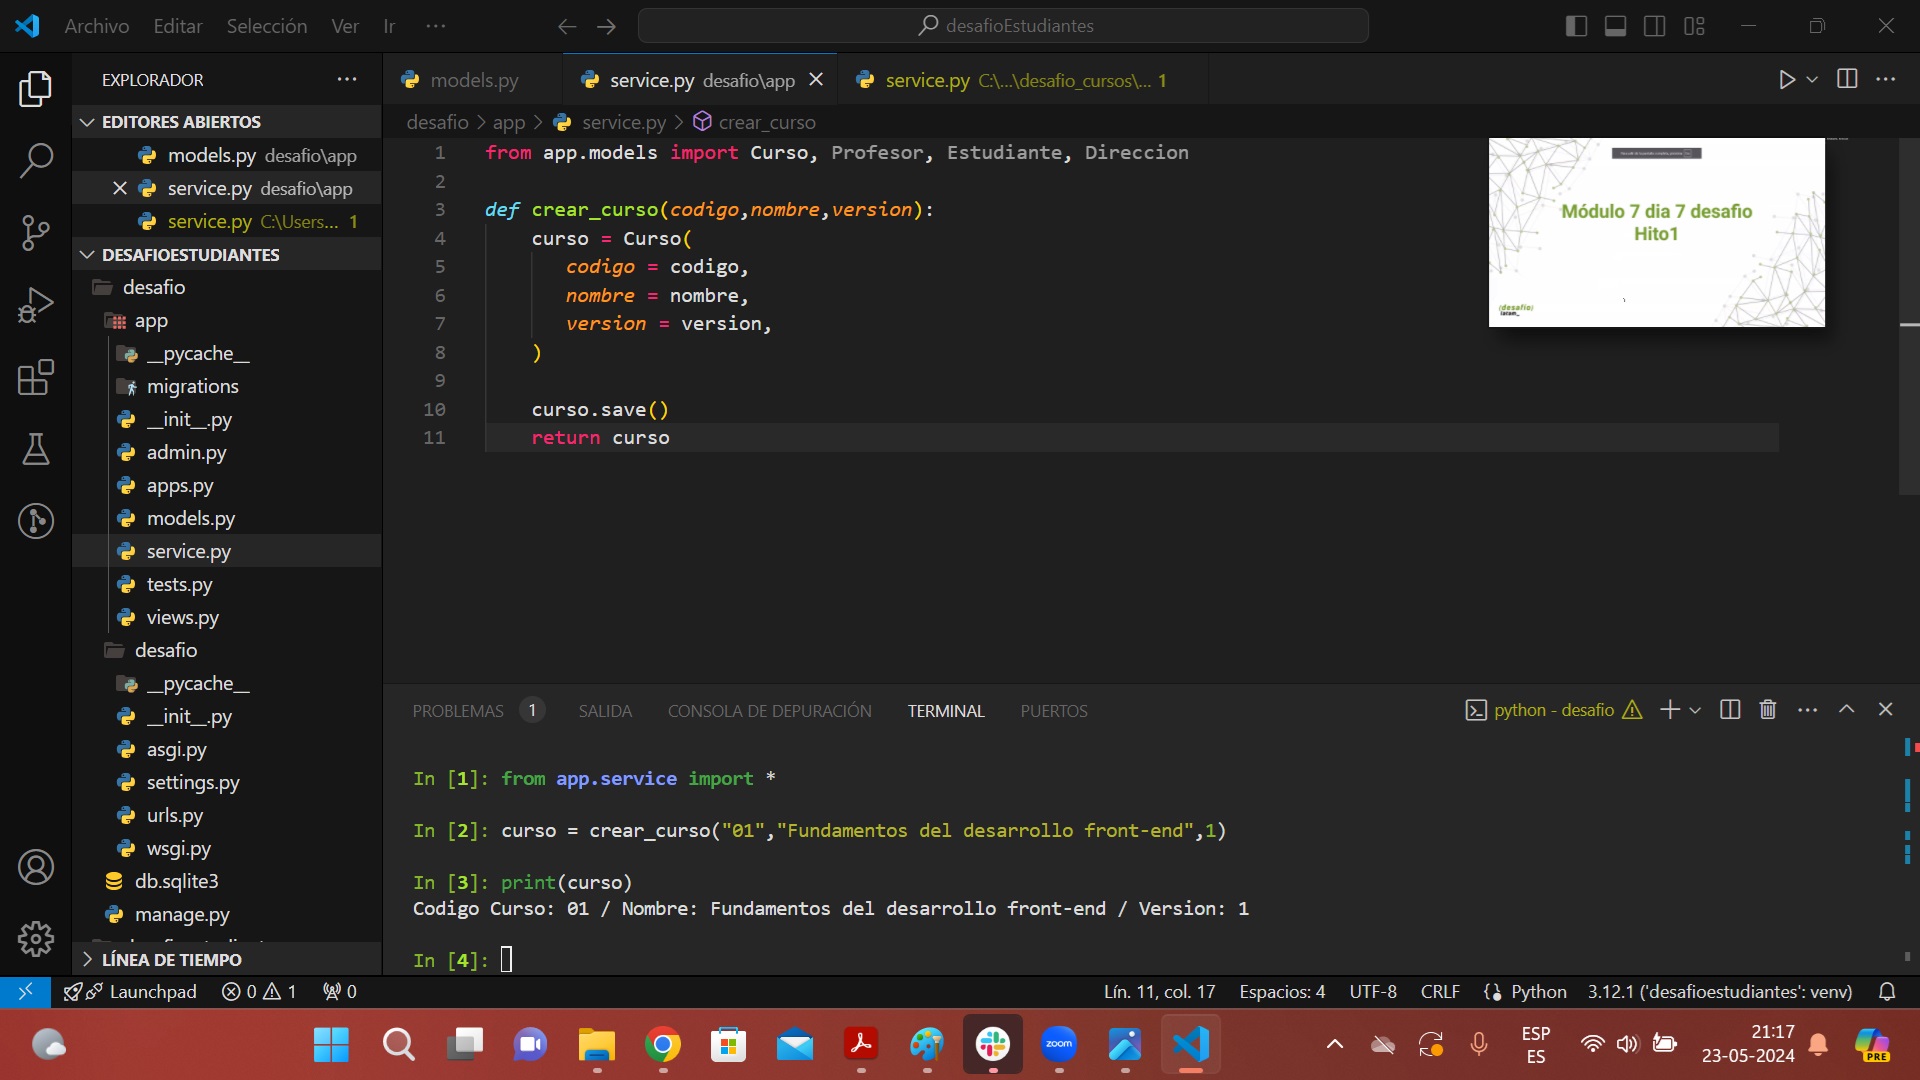 Archivo Editar Selección Ver Ir ··· desafioEstudiantes
EXPLORADOR ···
EDITORES ABIERTOS
models.py desafio\app
service.py desafio\app
service.py C:\Users... 1
DESAFIOESTUDIANTES
desafio
app
__pycache__
migrations
__init__.py
admin.py
apps.py
models.py
service.py
tests.py
views.py
desafio
__pycache__
__init__.py
asgi.py
settings.py
urls.py
wsgi.py
db.sqlite3
manage.py
LÍNEA DE TIEMPO
models.py service.py desafio\app service.py C:\...\desafio_cursos\... 1
desafio > app > service.py > crear_curso
1 from app.models import Curso, Profesor, Estudiante, Direccion
2
3 def crear_curso(codigo,nombre,version):
4 curso = Curso(
5 codigo = codigo,
6 nombre = nombre,
7 version = version,
8 )
9
10 curso.save()
11 return curso
Módulo 7 dia 7 desafio
Hito1
{desafío}
latam_
PROBLEMAS 1 SALIDA CONSOLA DE DEPURACIÓN TERMINAL PUERTOS python - desafio
In [1]: from app.service import *
In [2]: curso = crear_curso("01","Fundamentos del desarrollo front-end",1)
In [3]: print(curso)
Codigo Curso: 01 / Nombre: Fundamentos del desarrollo front-end / Version: 1
In [4]:
Launchpad 0 1 0 Lín. 11, col. 17 Espacios: 4 UTF-8 CRLF Python 3.12.1 ('desafioestudiantes': venv)
zoom
ESP
ES
21:17
23-05-2024
PRE